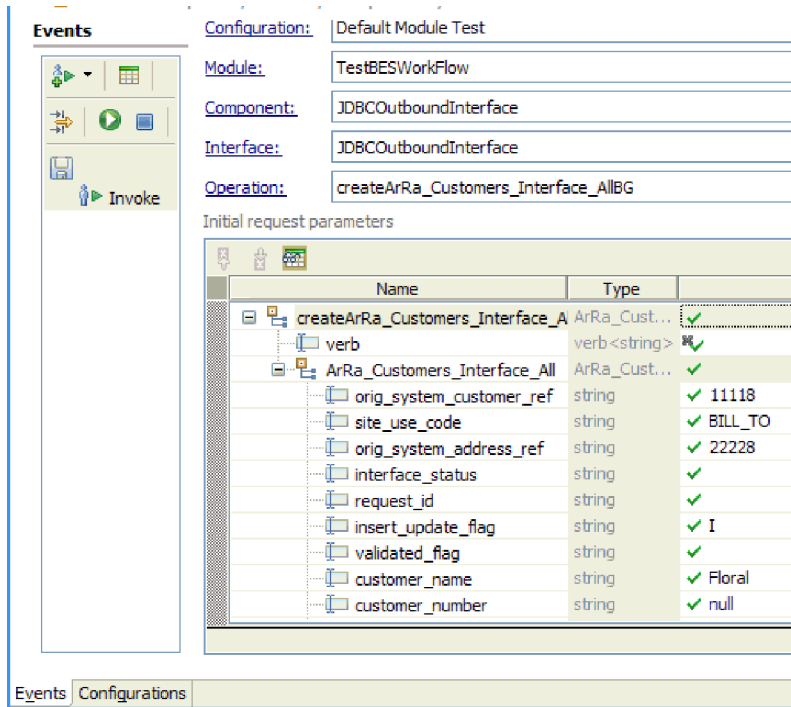 Events
Configuration: Default Module Test
Module: TestBESWorkFlow
Component: JDBCOutboundInterface
Interface: JDBCOutboundInterface
Invoke
Operation: createArRa_Customers_Interface_AllBG
Initial request parameters
Name Type
createArRa_Customers_Interface_A ArRa_Cust...
verb verb<string>
ArRa_Customers_Interface_All ArRa_Cust...
orig_system_customer_ref string 11118
site_use_code string BILL_TO
orig_system_address_ref string 22228
interface_status string
request_id string
insert_update_flag string I
validated_flag string
customer_name string Floral
customer_number string null
Events Configurations